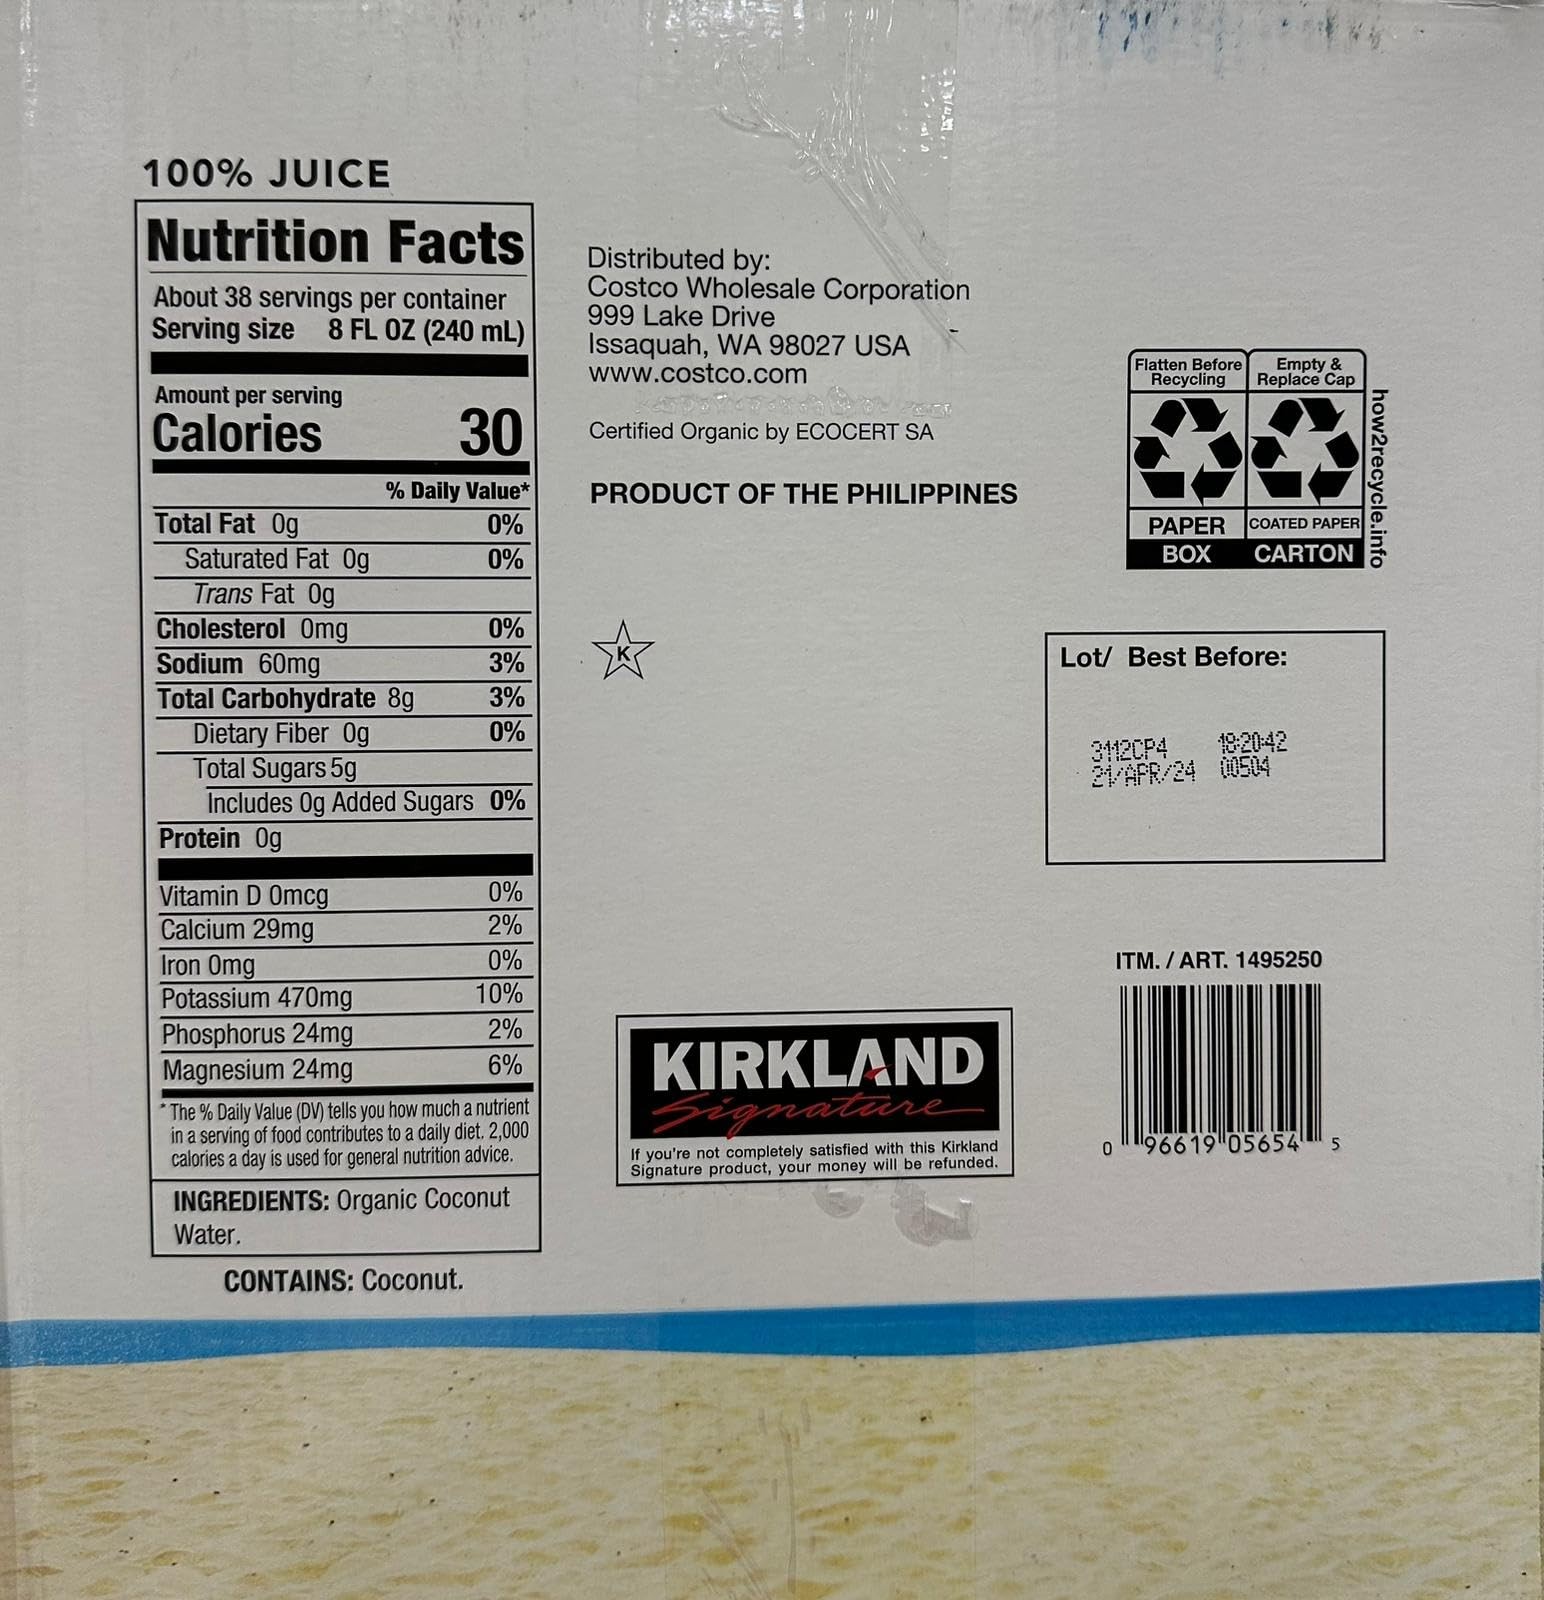 100% JUICE
Nutrition Facts
About 38 servings per container
Serving size 8 FL OZ (240 mL)
Amount per serving
Calories 30
% Daily Value*
Total Fat 0g 0%
Saturated Fat 0g 0%
Trans Fat 0g
Cholesterol 0mg 0%
Sodium 60mg 3%
Total Carbohydrate 8g 3%
Dietary Fiber 0g 0%
Total Sugars 5g
Includes 0g Added Sugars 0%
Protein 0g
Vitamin D 0mcg 0%
Calcium 29mg 2%
Iron 0mg 0%
Potassium 470mg 10%
Phosphorus 24mg 2%
Magnesium 24mg 6%
* The % Daily Value (DV) tells you how much a nutrient
in a serving of food contributes to a daily diet. 2,000
calories a day is used for general nutrition advice.
INGREDIENTS: Organic Coconut
Water.
CONTAINS: Coconut.
Distributed by:
Costco Wholesale Corporation
999 Lake Drive
Issaquah, WA 98027 USA
www.costco.com
Certified Organic by ECOCERT SA
PRODUCT OF THE PHILIPPINES
K
KIRKLAND
Signature
If you're not completely satisfied with this Kirkland
Signature product, your money will be refunded.
Flatten Before
Recycling
Empty &
Replace Cap
PAPER
COATED PAPER
BOX
CARTON
how2recycle.info
Lot/ Best Before:
3112CP4 18:20:42
21/APR/24 00504
ITM. / ART. 1495250
0 96619 05654 5